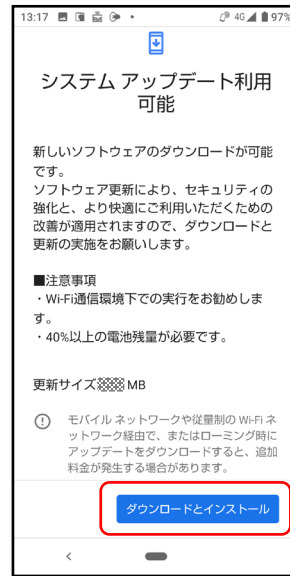 13:17 4G 97%
システム アップデート利用
可能
新しいソフトウェアのダウンロードが可能
です。
ソフトウェア更新により、セキュリティの
強化と、より快適にご利用いただくための
改善が適用されますので、ダウンロードと
更新の実施をお願いします。
■注意事項
・Wi-Fi通信環境下での実行をお勧めしま
す。
・40%以上の電池残量が必要です。
更新サイズ MB
モバイル ネットワークや従量制の Wi-Fi ネ
ットワーク経由で、またはローミング時に
アップデートをダウンロードすると、追加
料金が発生する場合があります。
ダウンロードとインストール